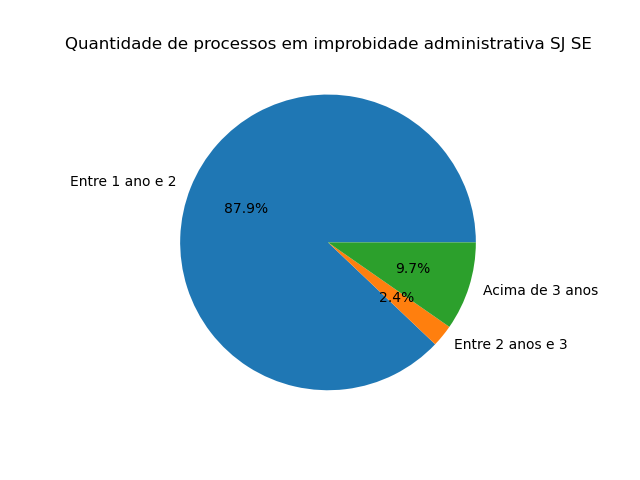 Quantidade de processos em improbidade administrativa SJ SE
Entre 1 ano e 2
87.9%
9.7%
Acima de 3 anos
2.4%
Entre 2 anos e 3